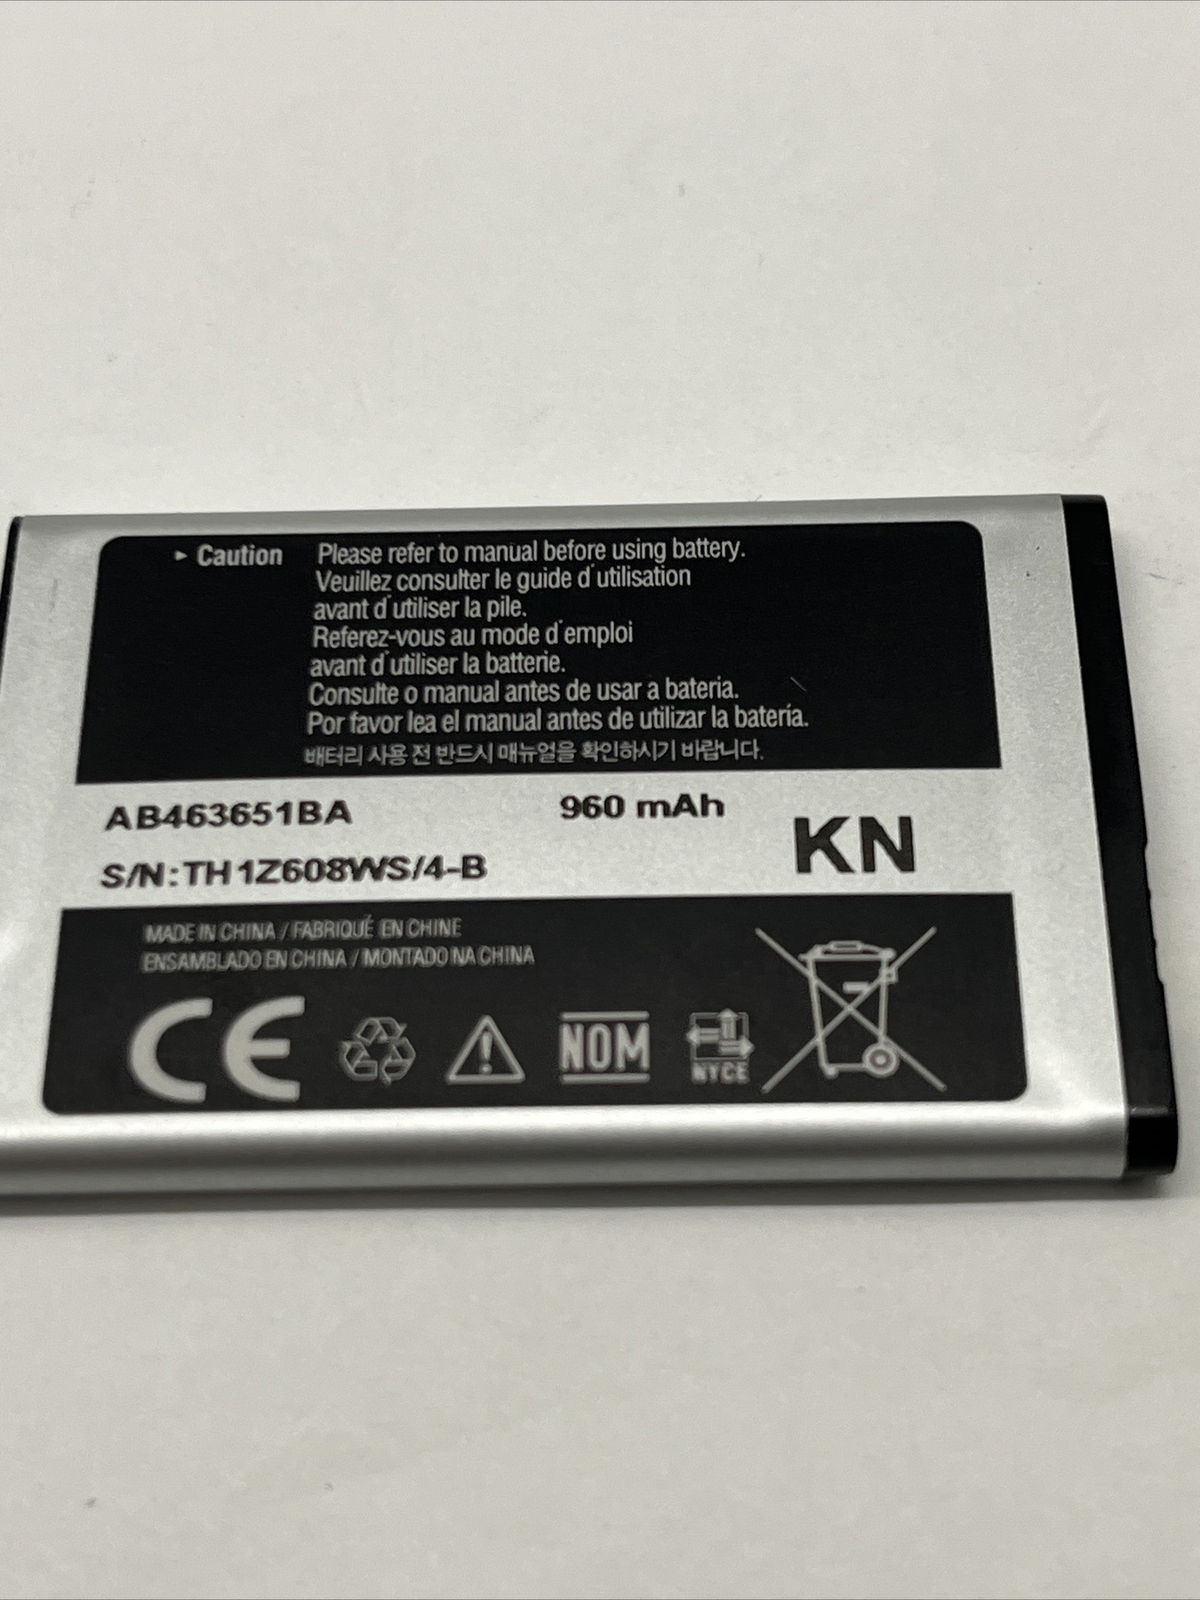 ▸ Caution Please refer to manual before using battery.
Veuillez consulter le guide d'utilisation
avant d'utiliser la pile.
Referez-vous au mode d'emploi
avant d'utiliser la batterie.
Consulte o manual antes de usar a bateria.
Por favor lea el manual antes de utilizar la batería.
배터리 사용 전 반드시 매뉴얼을 확인하시기 바랍니다.
AB463651BA 960 mAh
KN
S/N:TH1Z608WS/4-B
MADE IN CHINA / FABRIQUÉ EN CHINE
ENSAMBLADO EN CHINA / MONTADO NA CHINA
CE
NOM
NYCE